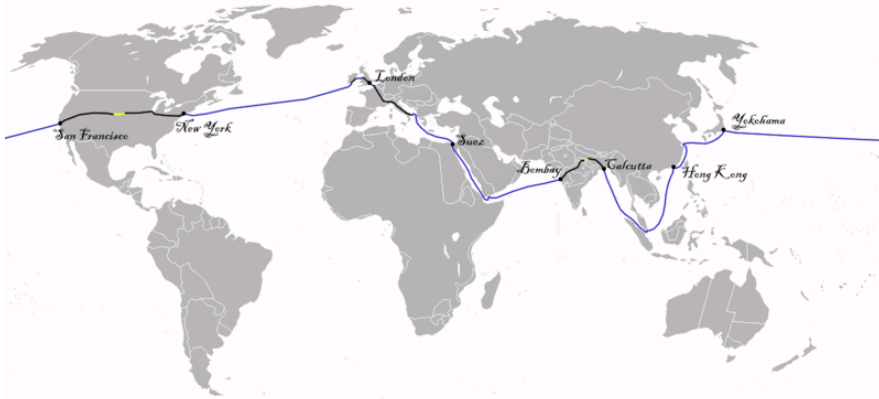 London
San Francisco
New York
Suez
Bombay
Calcutta
Yokohama
Hong Kong